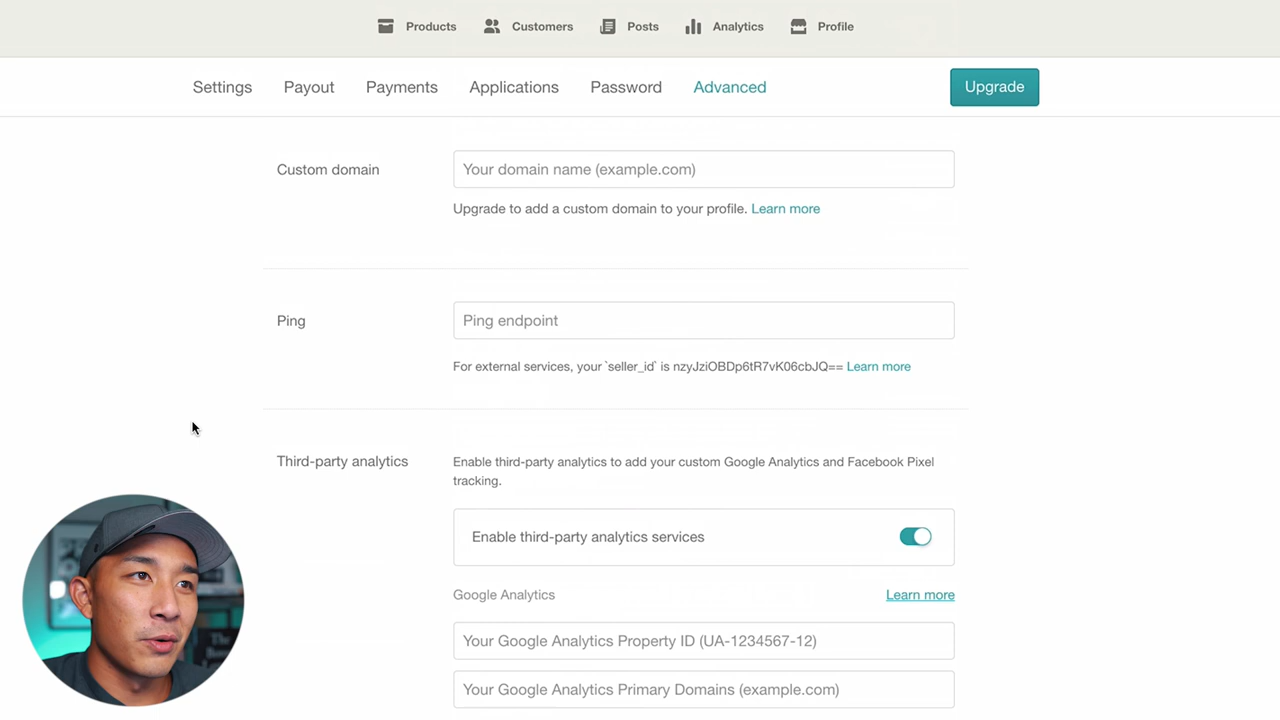 Products Customers Posts Analytics Profile
Settings Payout Payments Applications Password Advanced Upgrade
Custom domain
Your domain name (example.com)
Upgrade to add a custom domain to your profile. Learn more
Ping
Ping endpoint
For external services, your `seller_id` is nzyJziOBDp6tR7vK06cbJQ== Learn more
Third-party analytics
Enable third-party analytics to add your custom Google Analytics and Facebook Pixel
tracking.
Enable third-party analytics services
Google Analytics Learn more
Your Google Analytics Property ID (UA-1234567-12)
Your Google Analytics Primary Domains (example.com)